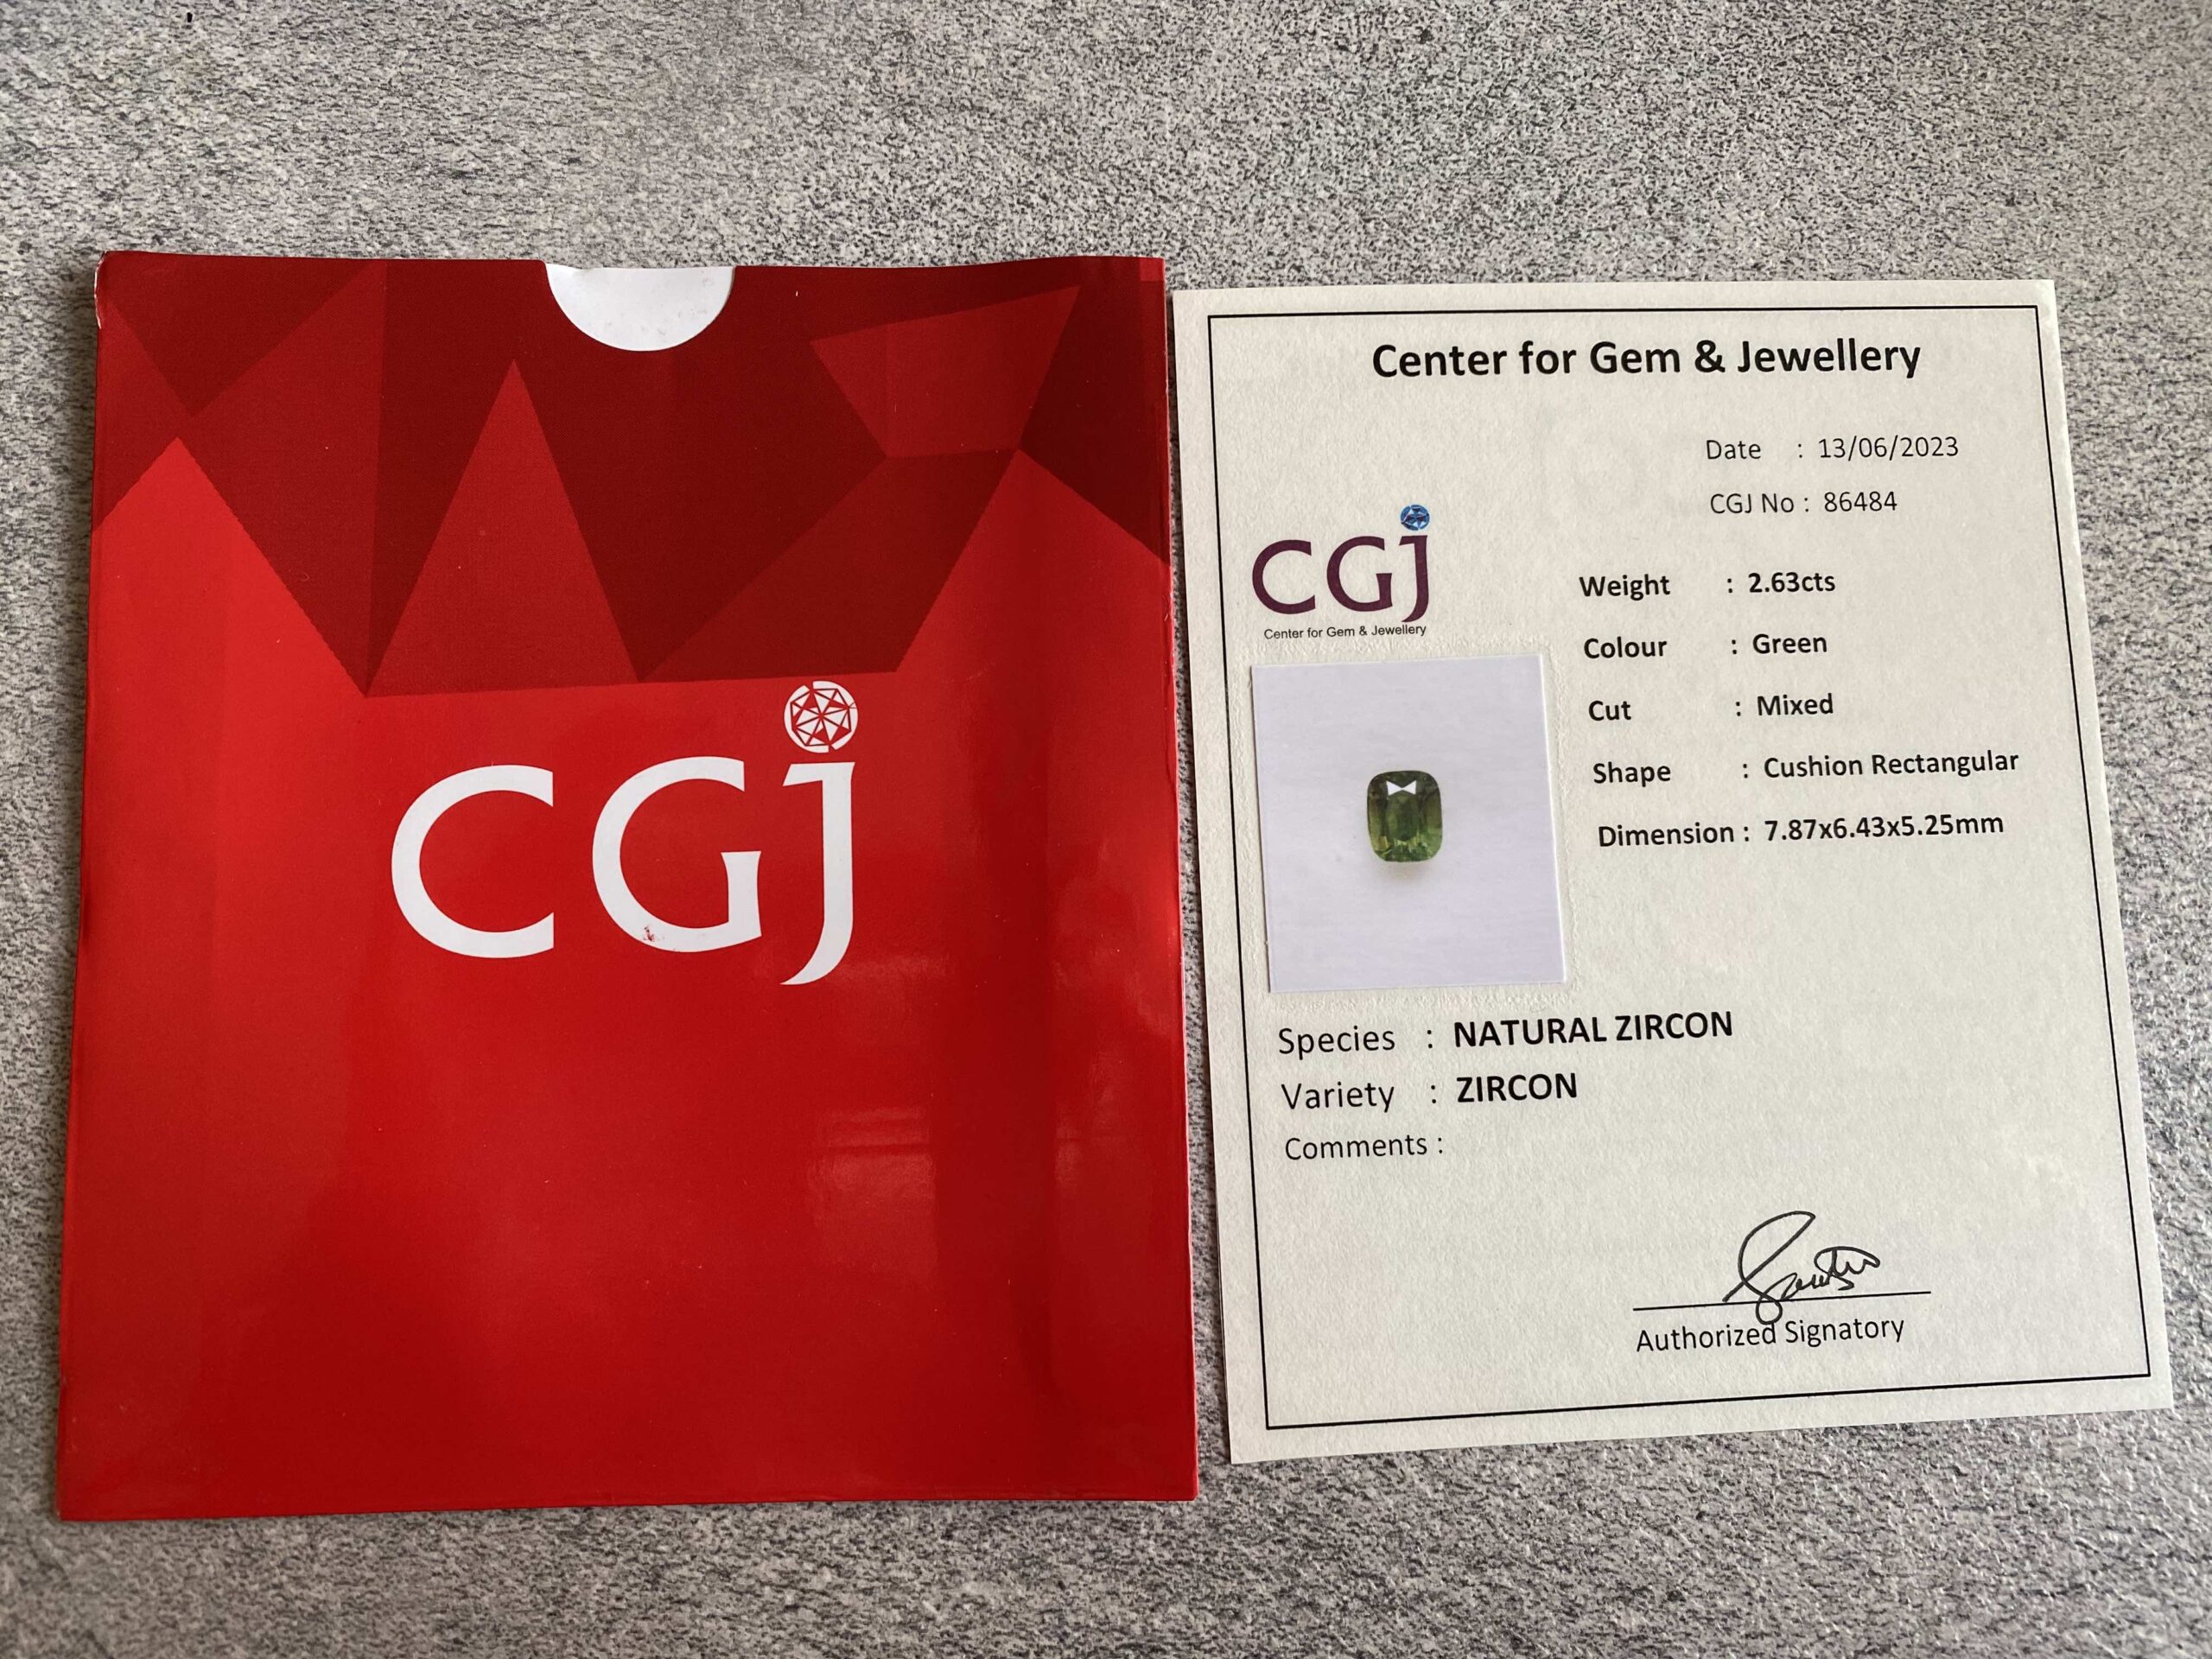 CGJ
Center for Gem & Jewellery
Date : 13/06/2023
CGJ No : 86484
CGJ
Center for Gem & Jewellery
Weight : 2.63cts
Colour : Green
Cut : Mixed
Shape : Cushion Rectangular
Dimension : 7.87x6.43x5.25mm
Species : NATURAL ZIRCON
Variety : ZIRCON
Comments :
Authorized Signatory